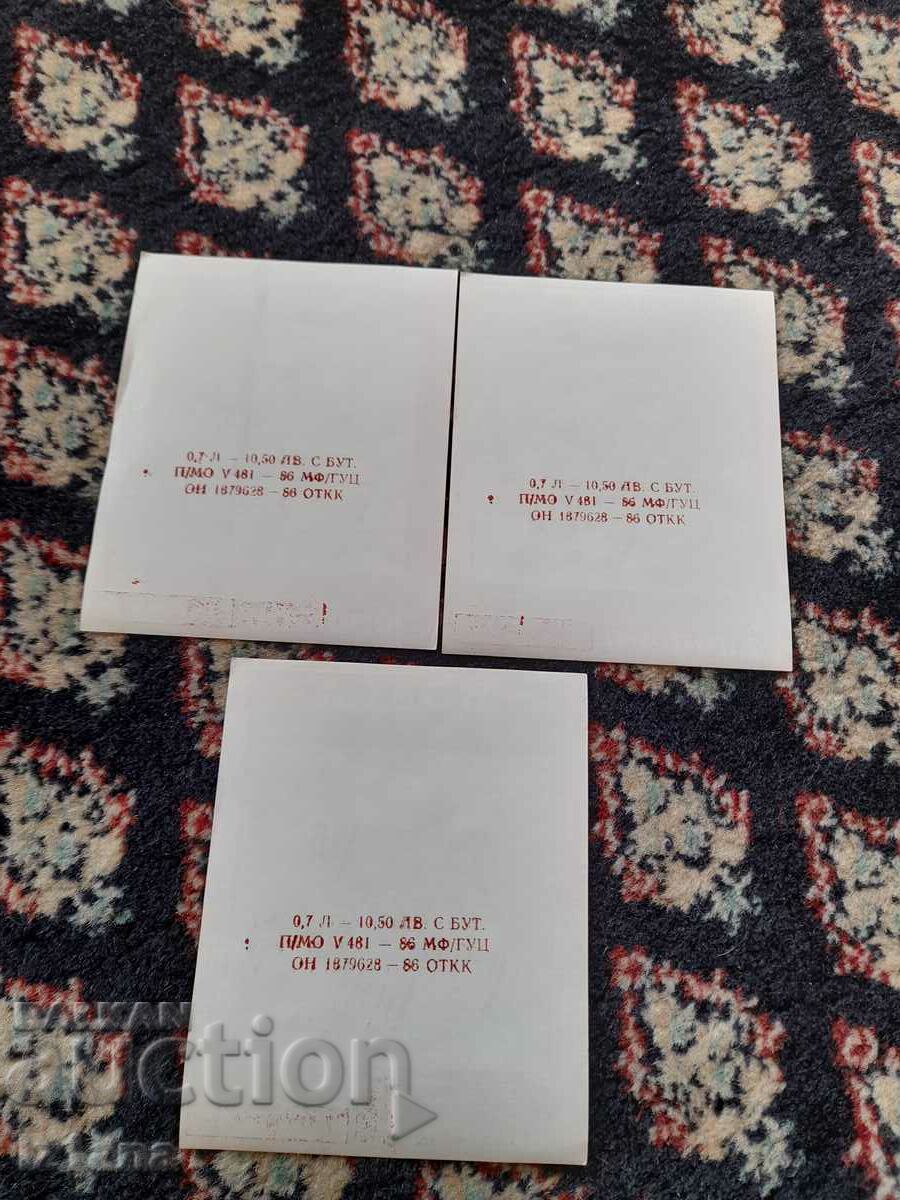 0,7 Л — 10,50 ЛВ. С БУТ.
П/МО V 481 — 86 МФ/ГУЦ
ОН 1879628 — 86 ОТКК
0,7 Л — 10,50 ЛВ. С БУТ.
П/МО V 481 — 86 МФ/ГУЦ
ОН 1879628 — 86 ОТКК
0,7 Л — 10,50 ЛВ. С БУТ.
П/МО V 481 — 86 МФ/ГУЦ
ОН 1879628 — 86 ОТКК
BALKAN
auction
izi2na